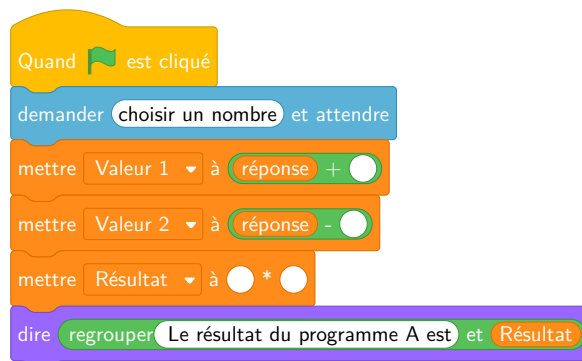 Quand est cliqué
demander choisir un nombre et attendre
mettre Valeur 1 à réponse +
mettre Valeur 2 à réponse -
mettre Résultat à *
dire regrouper Le résultat du programme A est et Résultat